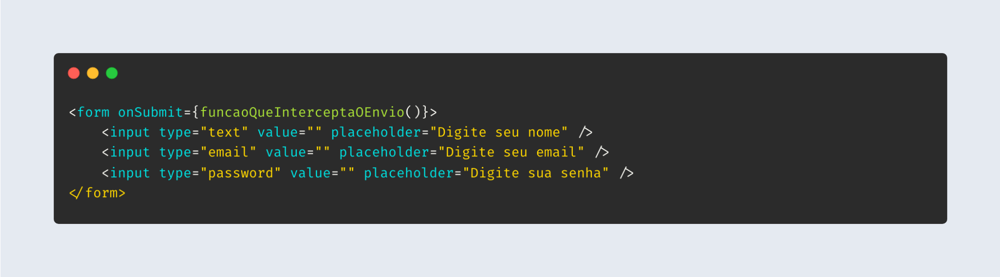 <form onSubmit={funcaoQueInterceptaOEnvio()}>
<input type="text" value="" placeholder="Digite seu nome" />
<input type="email" value="" placeholder="Digite seu email" />
<input type="password" value="" placeholder="Digite sua senha" />
</form>